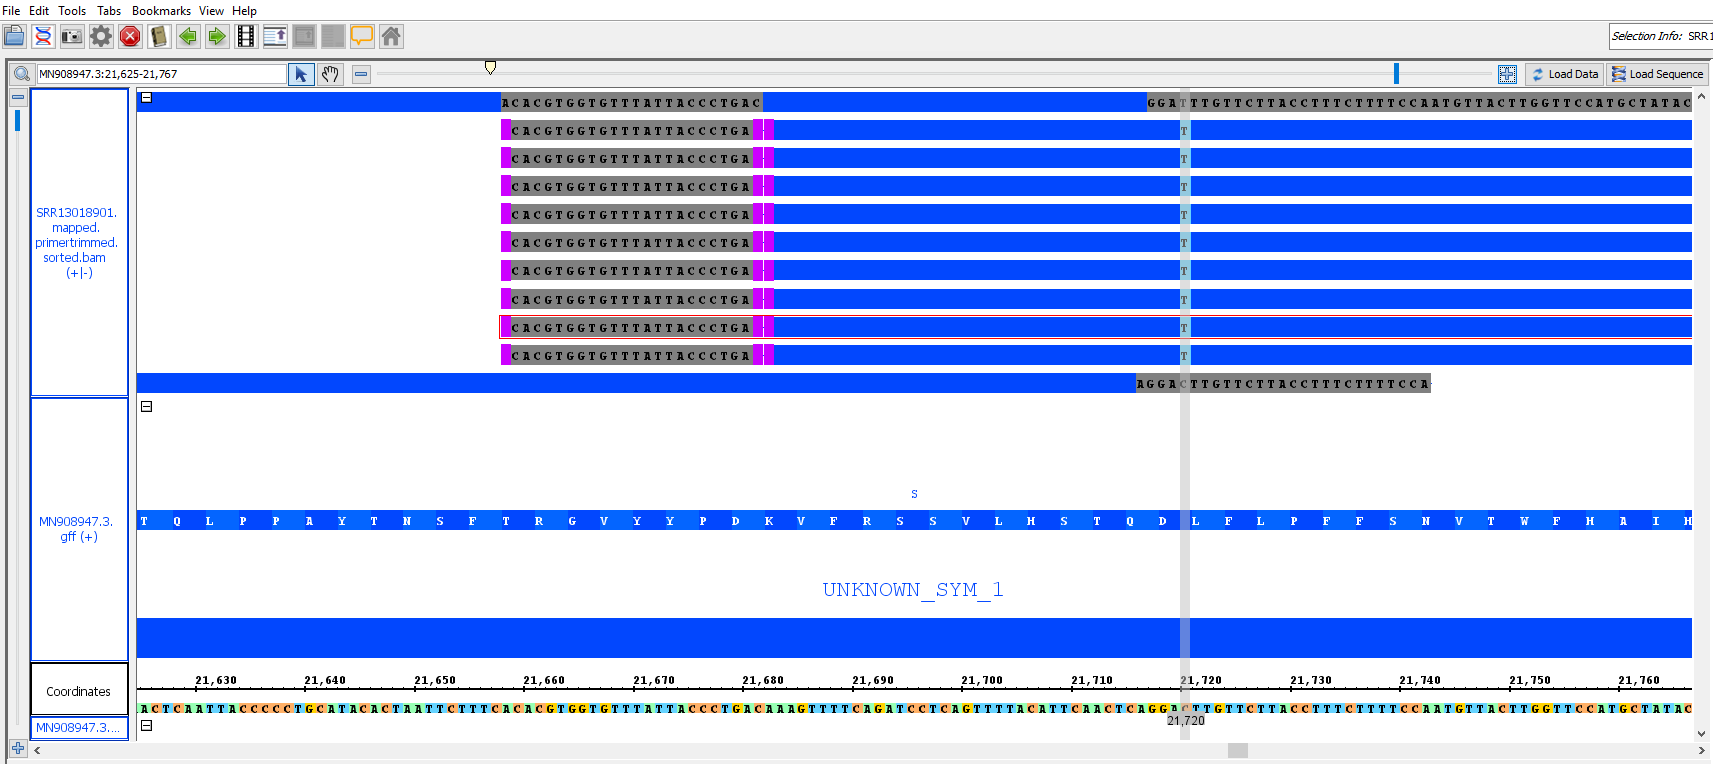 File Edit Tools Tabs Bookmarks View Help
Selection Info: SRR1
MN908947.3:21,625-21,767
Load Data
Load Sequence
ACACGTGGTGTTTATTACCCTGAC GGATTTGTTCTTACCTTTCTTTTCCAATGTTACTTGGTTCCATGCTATAC
CACGTGGTGTTTATTACCCTGA T
CACGTGGTGTTTATTACCCTGA T
CACGTGGTGTTTATTACCCTGA T
CACGTGGTGTTTATTACCCTGA T
CACGTGGTGTTTATTACCCTGA T
CACGTGGTGTTTATTACCCTGA T
CACGTGGTGTTTATTACCCTGA T
CACGTGGTGTTTATTACCCTGA T
CACGTGGTGTTTATTACCCTGA T
AGGACTTGTTCTTACCTTTCTTTTCCA
SRR13018901.
mapped.
primertrimmed.
sorted.bam
(+|-)
S
T Q L P P A Y T N S F T R G V Y Y P D K V F R S S V L H S T Q D L F L P F F S N V T W F H A I H
MN908947.3.
gff (+)
UNKNOWN_SYM_1
21,630 21,640 21,650 21,660 21,670 21,680 21,690 21,700 21,710 21,720 21,730 21,740 21,750 21,760
Coordinates
ACTCAATTACCCCCTGCATACACTAATTCTTTCACACGTGGTGTTTATTACCCTGACAAAGTTTTCAGATCCTCAGTTTTACATTCAACTCAGGACTTGTTCTTACCTTTCTTTTCCAATGTTACTTGGTTCCATGCTATAC
21,720
MN908947.3....